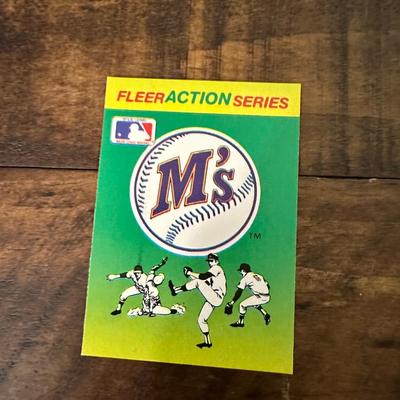 FLEER ACTION SERIES
M's
TM